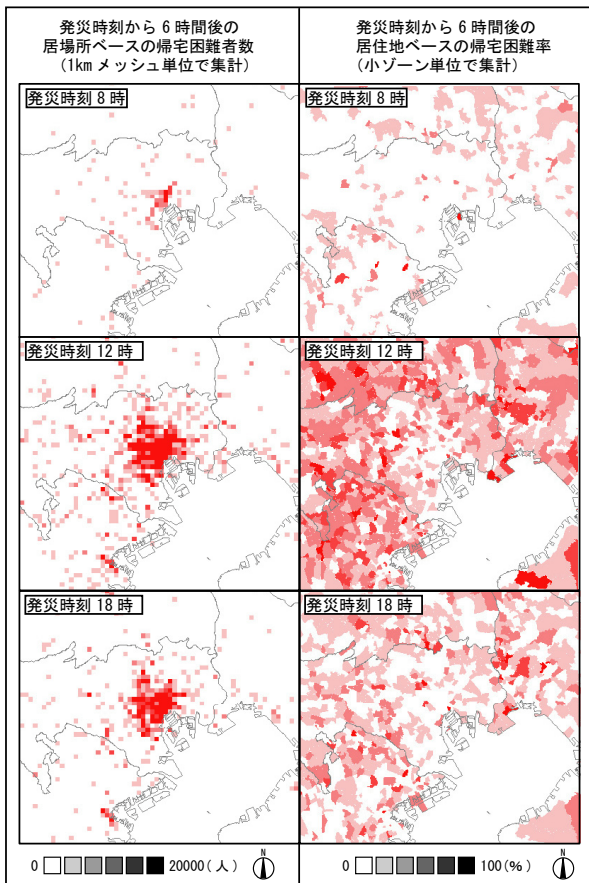 発災時刻から 6 時間後の
居場所ベースの帰宅困難者数
(1km メッシュ単位で集計)
発災時刻から 6 時間後の
居住地ベースの帰宅困難率
(小ゾーン単位で集計)
発災時刻 8 時
発災時刻 8 時
発災時刻 12 時
発災時刻 12 時
発災時刻 18 時
発災時刻 18 時
0 20000(人) N
0 100(%) N